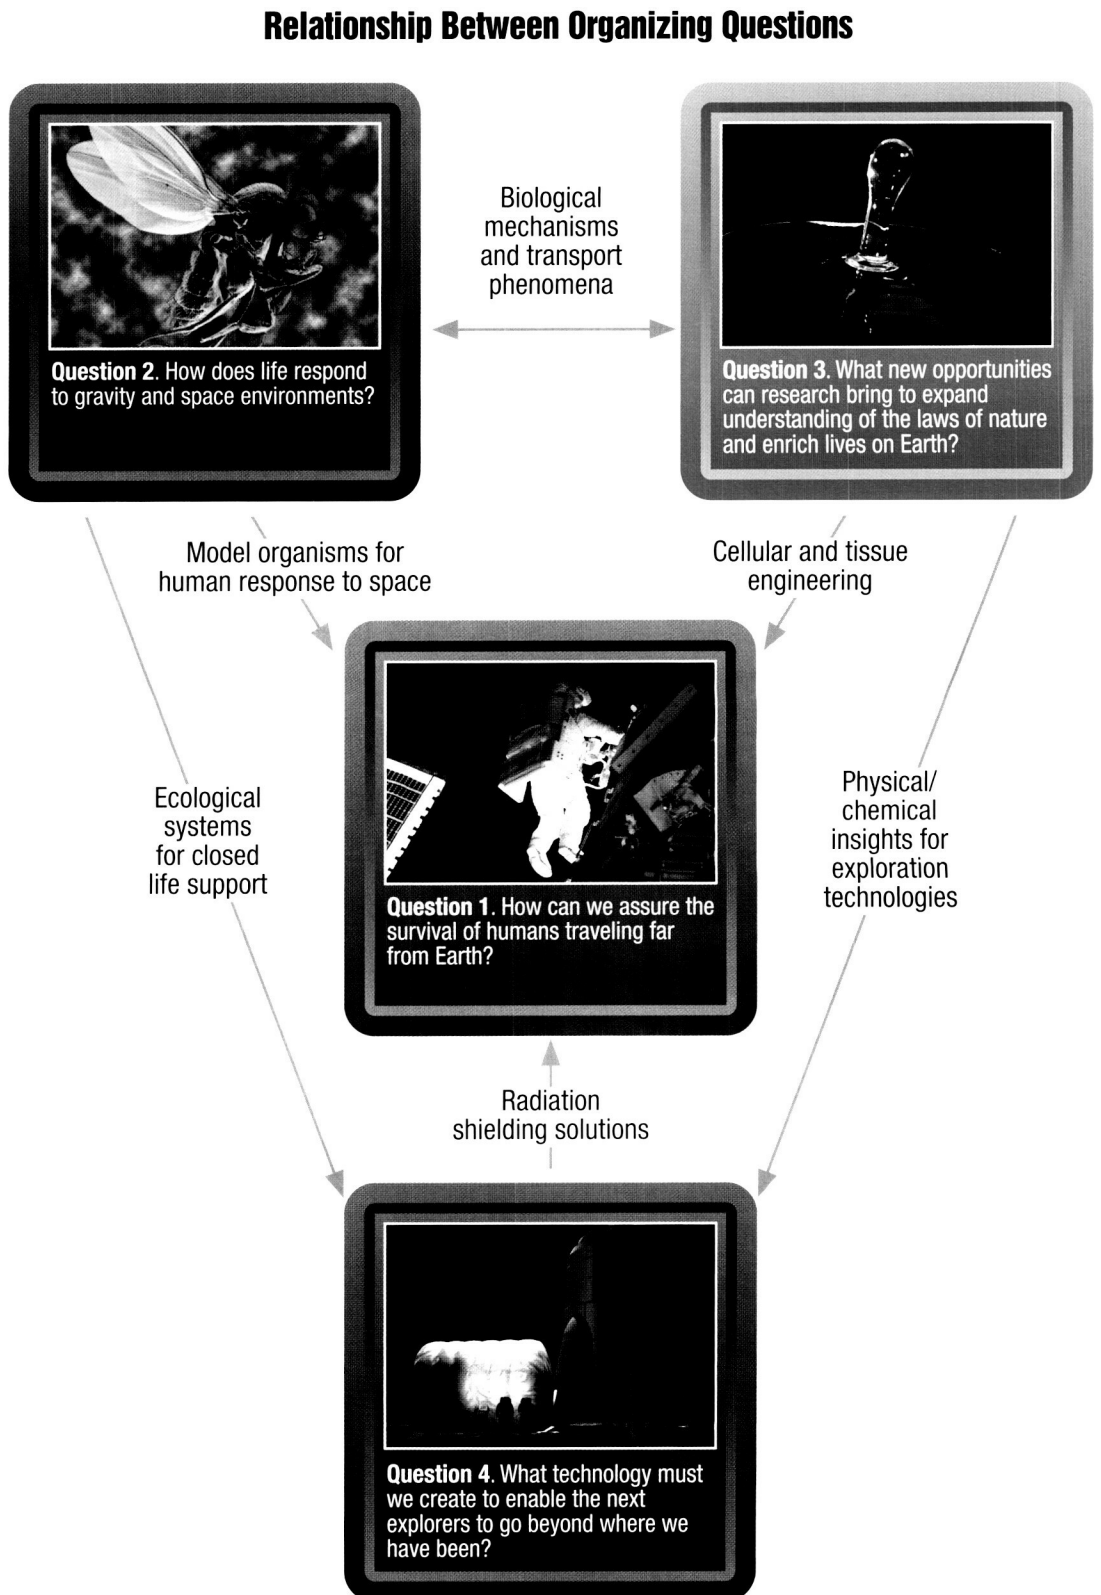 Relationship Between Organizing Questions
Biological
mechanisms
and transport
phenomena
Question 2. How does life respond
to gravity and space environments?
Question 3. What new opportunities
can research bring to expand
understanding of the laws of nature
and enrich lives on Earth?
Model organisms for
human response to space
Cellular and tissue
engineering
Ecological
systems
for closed
life support
Physical/
chemical
insights for
exploration
technologies
Question 1. How can we assure the
survival of humans traveling far
from Earth?
Radiation
shielding solutions
Question 4. What technology must
we create to enable the next
explorers to go beyond where we
have been?